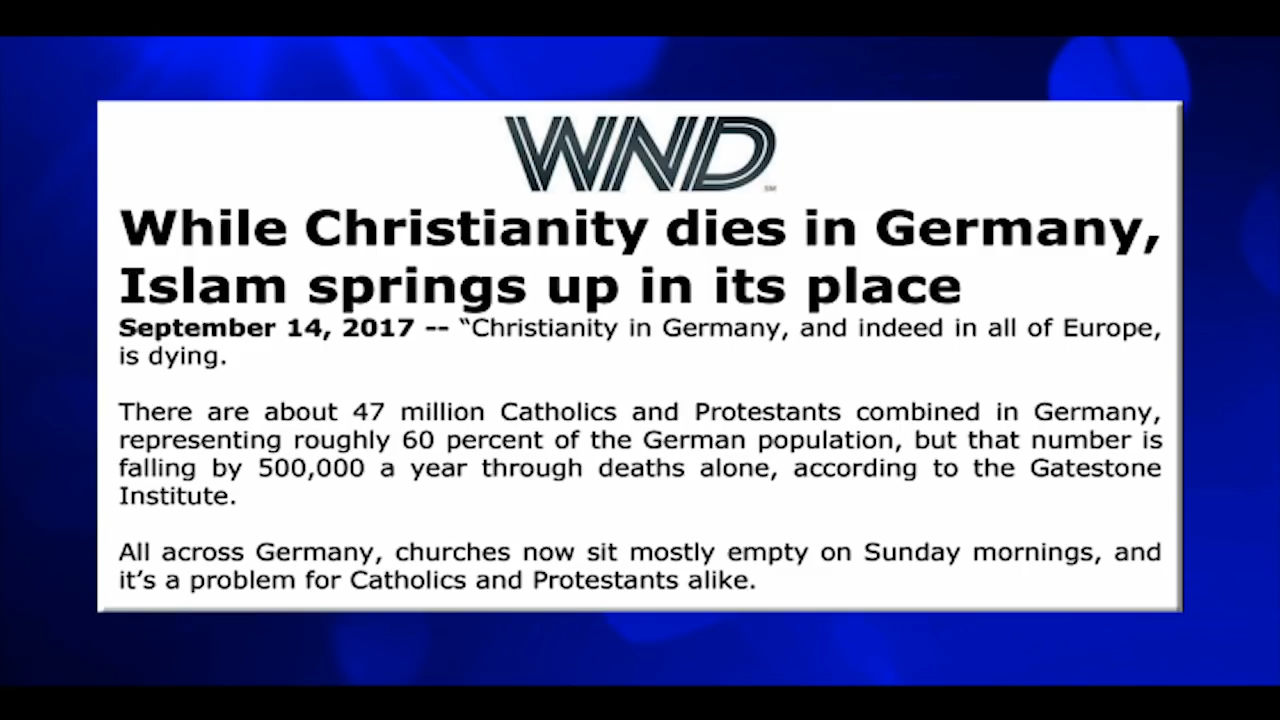 WND
SM
While Christianity dies in Germany,
Islam springs up in its place
September 14, 2017 -- “Christianity in Germany, and indeed in all of Europe,
is dying.
There are about 47 million Catholics and Protestants combined in Germany,
representing roughly 60 percent of the German population, but that number is
falling by 500,000 a year through deaths alone, according to the Gatestone
Institute.
All across Germany, churches now sit mostly empty on Sunday mornings, and
it’s a problem for Catholics and Protestants alike.